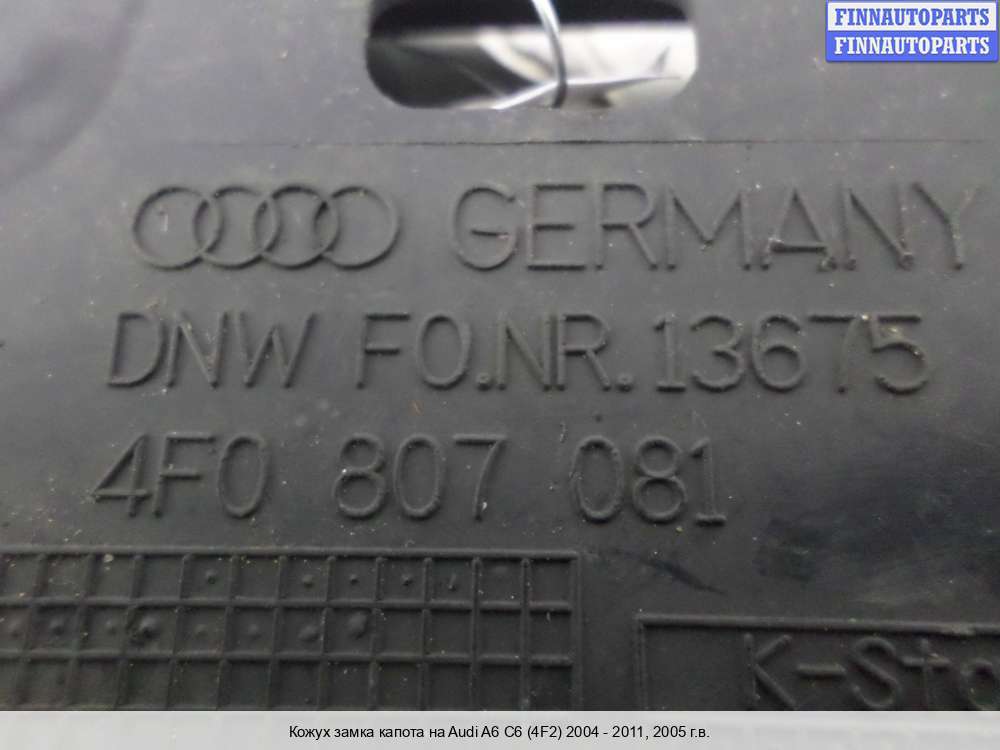 FINNAUTOPARTS
FINNAUTOPARTS
GERMANY
DNW FO.NR.13675
4F0 807 081
Кожух замка капота на Audi A6 C6 (4F2) 2004 - 2011, 2005 г.в.